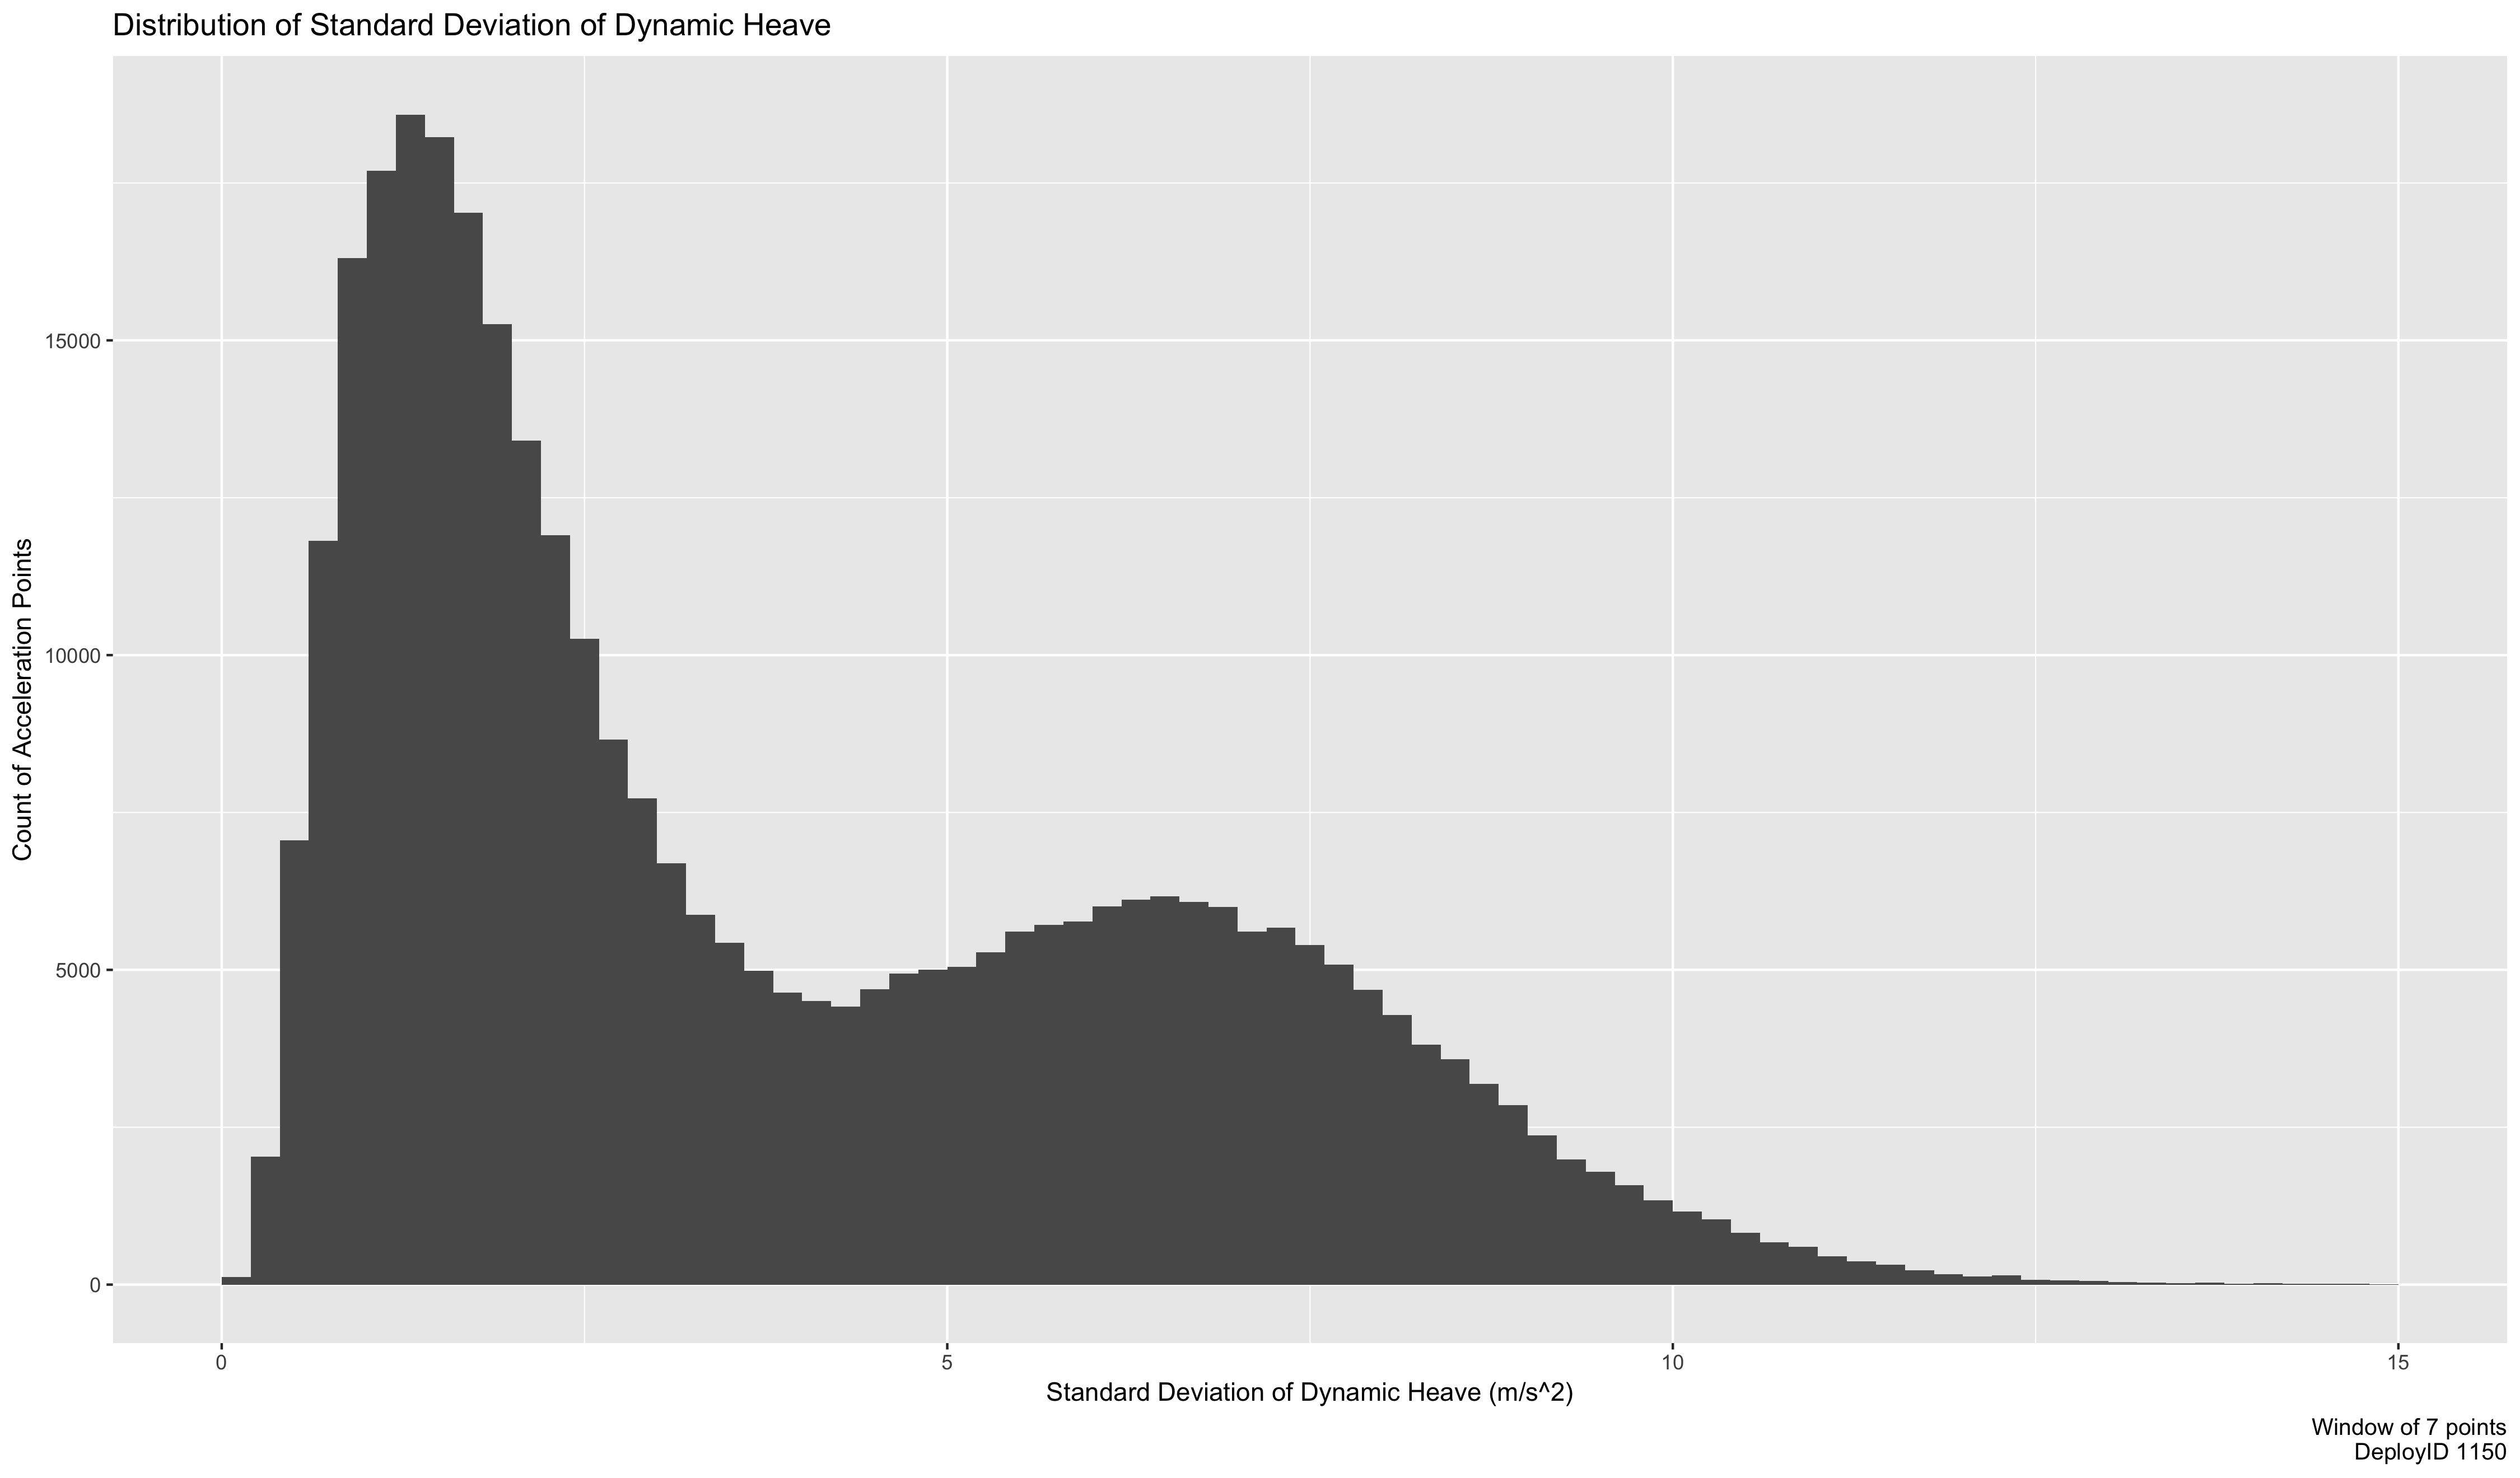 Distribution of Standard Deviation of Dynamic Heave
Count of Acceleration Points
15000
10000
5000
0
0 5 10 15
Standard Deviation of Dynamic Heave (m/s^2)
Window of 7 points
DeployID 1150